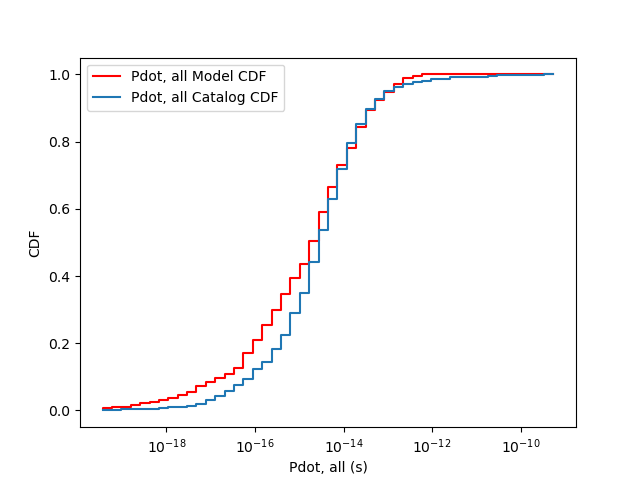 Pdot, all Model CDF
Pdot, all Catalog CDF
1.0
0.8
0.6
0.4
0.2
0.0
CDF
10⁻¹⁸ 10⁻¹⁶ 10⁻¹⁴ 10⁻¹² 10⁻¹⁰
Pdot, all (s)